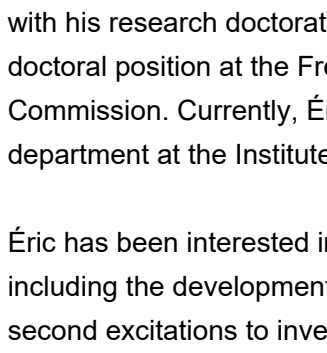 with his research doctorat
doctoral position at the Fr
Commission. Currently, É
department at the Institute
Éric has been interested i
including the development
second excitations to inve